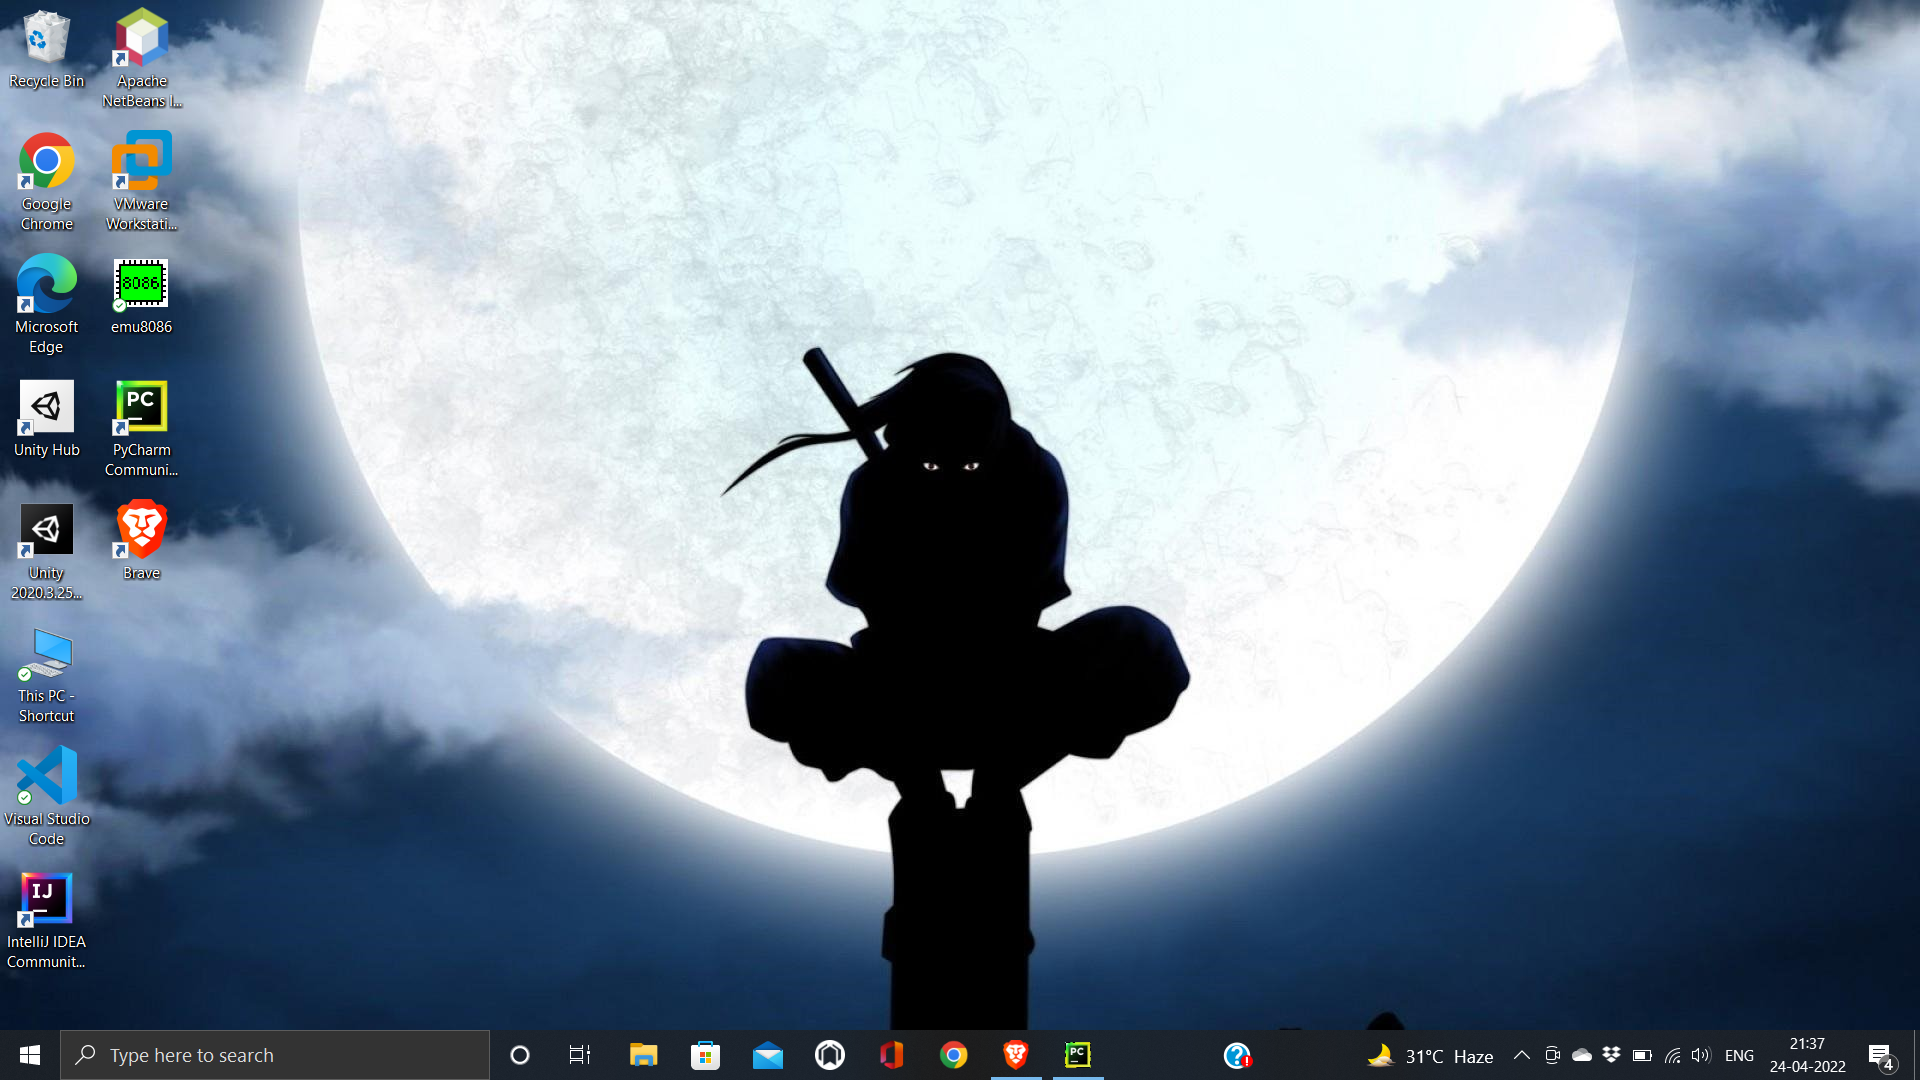 Recycle Bin
Apache
NetBeans I...
Google
Chrome
VMware
Workstati...
Microsoft
Edge
8086
emu8086
Unity Hub
PC
PyCharm
Communi...
Unity
2020.3.25...
Brave
This PC -
Shortcut
Visual Studio
Code
IJ
IntelliJ IDEA
Communit...
Type here to search
PC
31°C Haze
ENG
21:37
24-04-2022
4